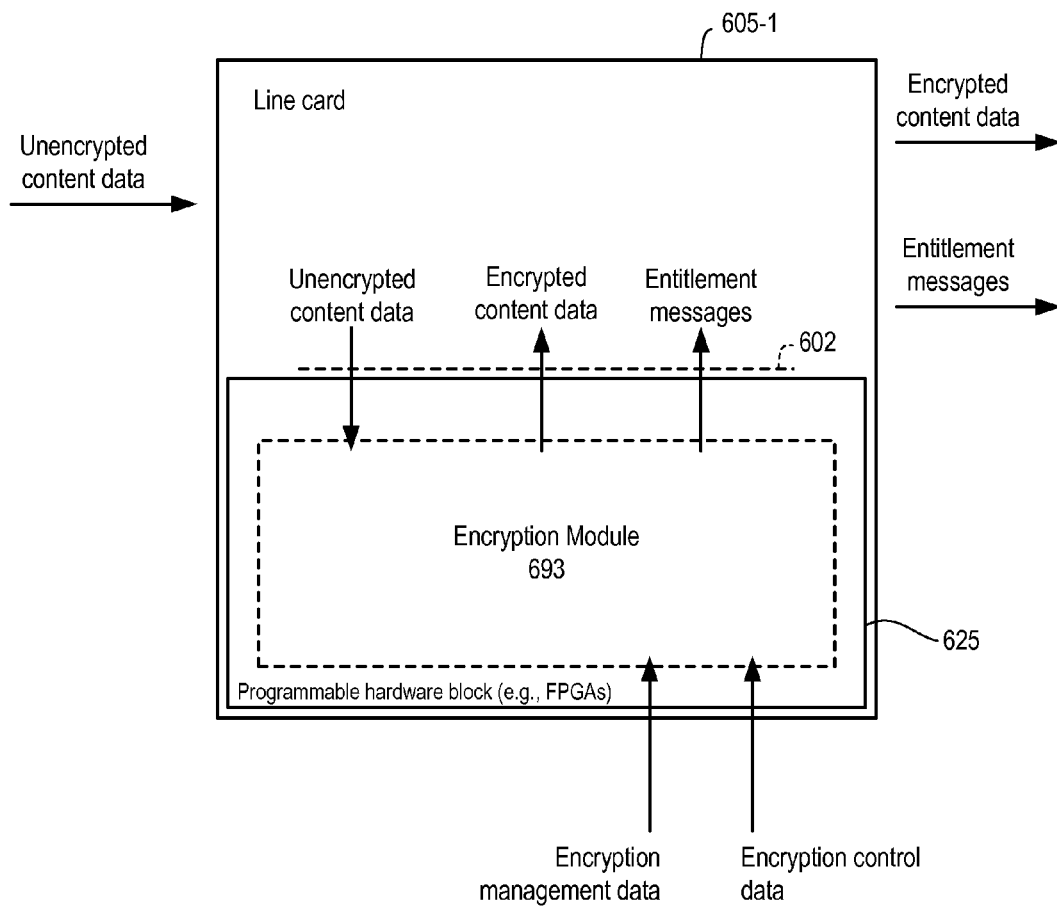 605-1
Line card
Unencrypted
content data
Encrypted
content data
Entitlement
messages
Unencrypted
content data
Encrypted
content data
Entitlement
messages
602
Encryption Module
693
625
Programmable hardware block (e.g., FPGAs)
Encryption
management data
Encryption control
data